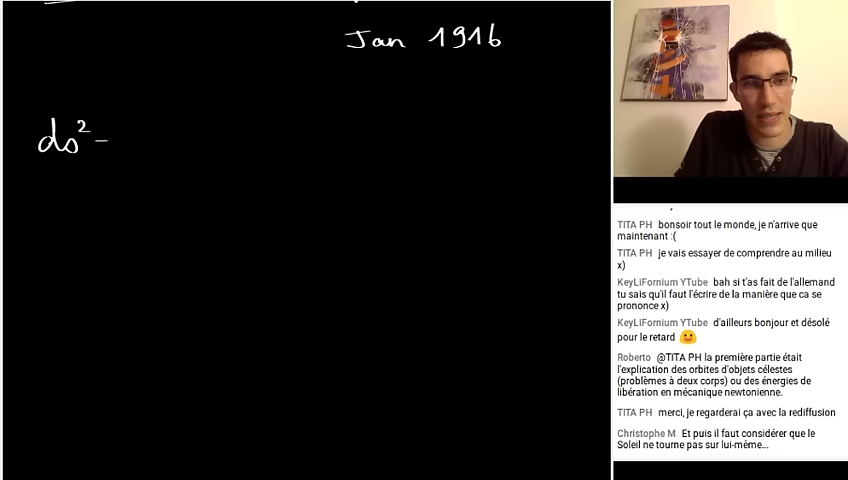 Jan 1916
ds² =
TITA PH bonsoir tout le monde, je n'arrive que
maintenant :(
TITA PH je vais essayer de comprendre au milieu
x)
KeyLiFornium YTube bah si t'as fait de l'allemand
tu sais qu'il faut l'écrire de la manière que ca se
prononce x)
KeyLiFornium YTube d'ailleurs bonjour et désolé
pour le retard 😀
Roberto @TITA PH la première partie était
l'explication des orbites d'objets célestes
(problèmes à deux corps) ou des énergies de
libération en mécanique newtonienne.
TITA PH merci, je regarderai ça avec la rediffusion
Christophe M Et puis il faut considérer que le
Soleil ne tourne pas sur lui-même...